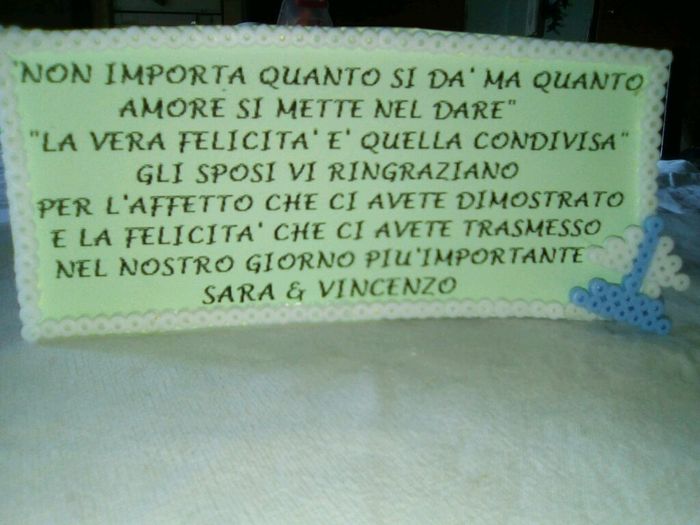 "NON IMPORTA QUANTO SI DA' MA QUANTO
AMORE SI METTE NEL DARE"
"LA VERA FELICITA' E' QUELLA CONDIVISA"
GLI SPOSI VI RINGRAZIANO
PER L'AFFETTO CHE CI AVETE DIMOSTRATO
E LA FELICITA' CHE CI AVETE TRASMESSO
NEL NOSTRO GIORNO PIU'IMPORTANTE
SARA & VINCENZO